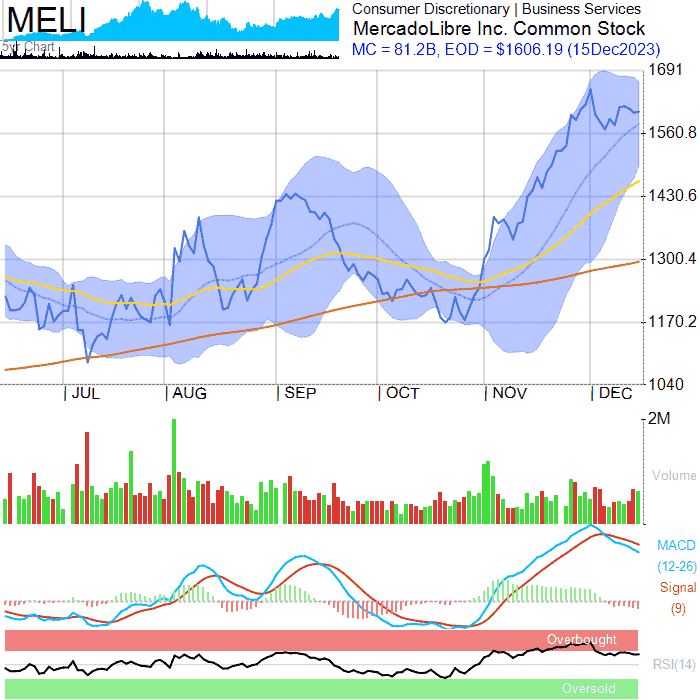 MELI
5yr Chart
Consumer Discretionary | Business Services
MercadoLibre Inc. Common Stock
MC = 81.2B, EOD = $1606.19 (15Dec2023)
1691
1560.8
1430.6
1300.4
1170.2
1040
JUL AUG SEP OCT NOV DEC
2M
Volume
MACD
(12-26)
Signal
(9)
Overbought
RSI(14)
Oversold